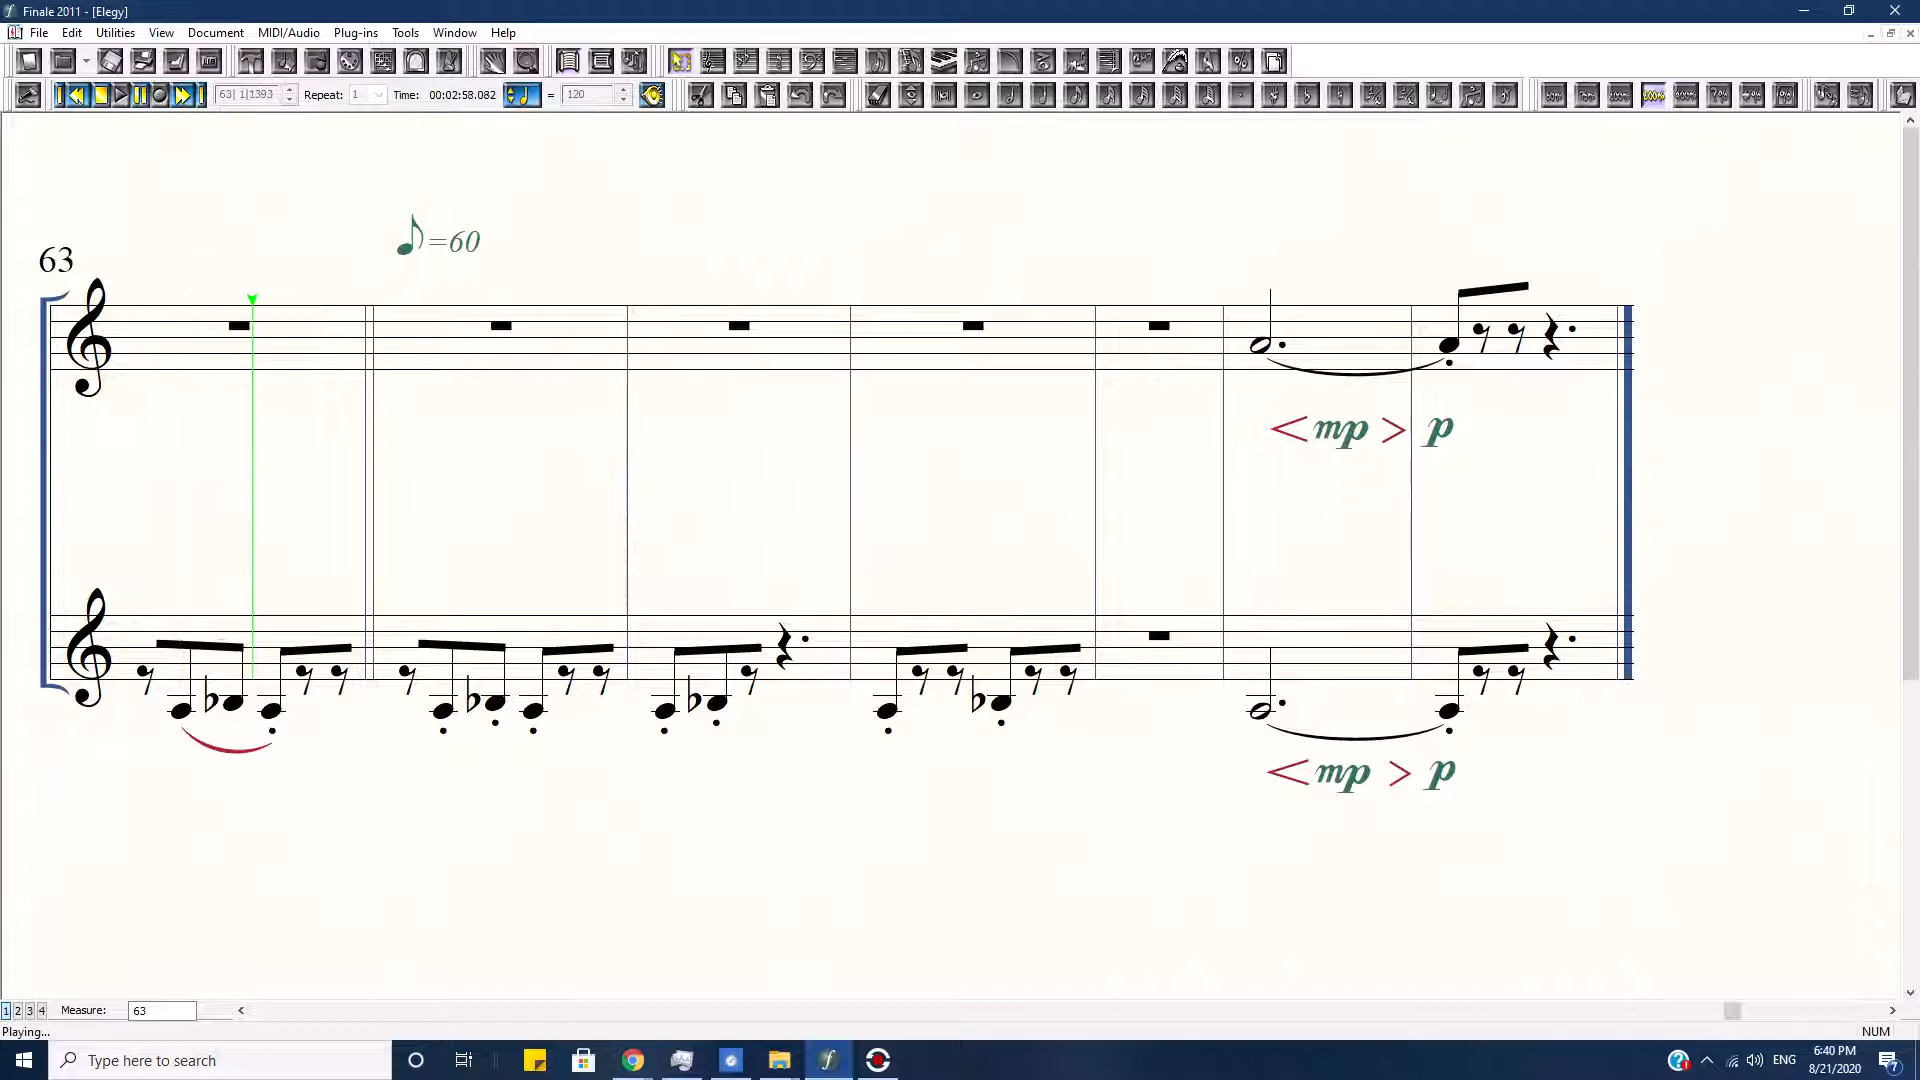 Finale 2011 - [Elegy]
File Edit Utilities View Document MIDI/Audio Plug-ins Tools Window Help
63| 1|1393 Repeat: 1 Time: 00:02:58.082 = 120
=60
63
mp p
mp p
1 2 3 4 Measure: 63
Playing... NUM
Type here to search
ENG
6:40 PM
8/21/2020
7